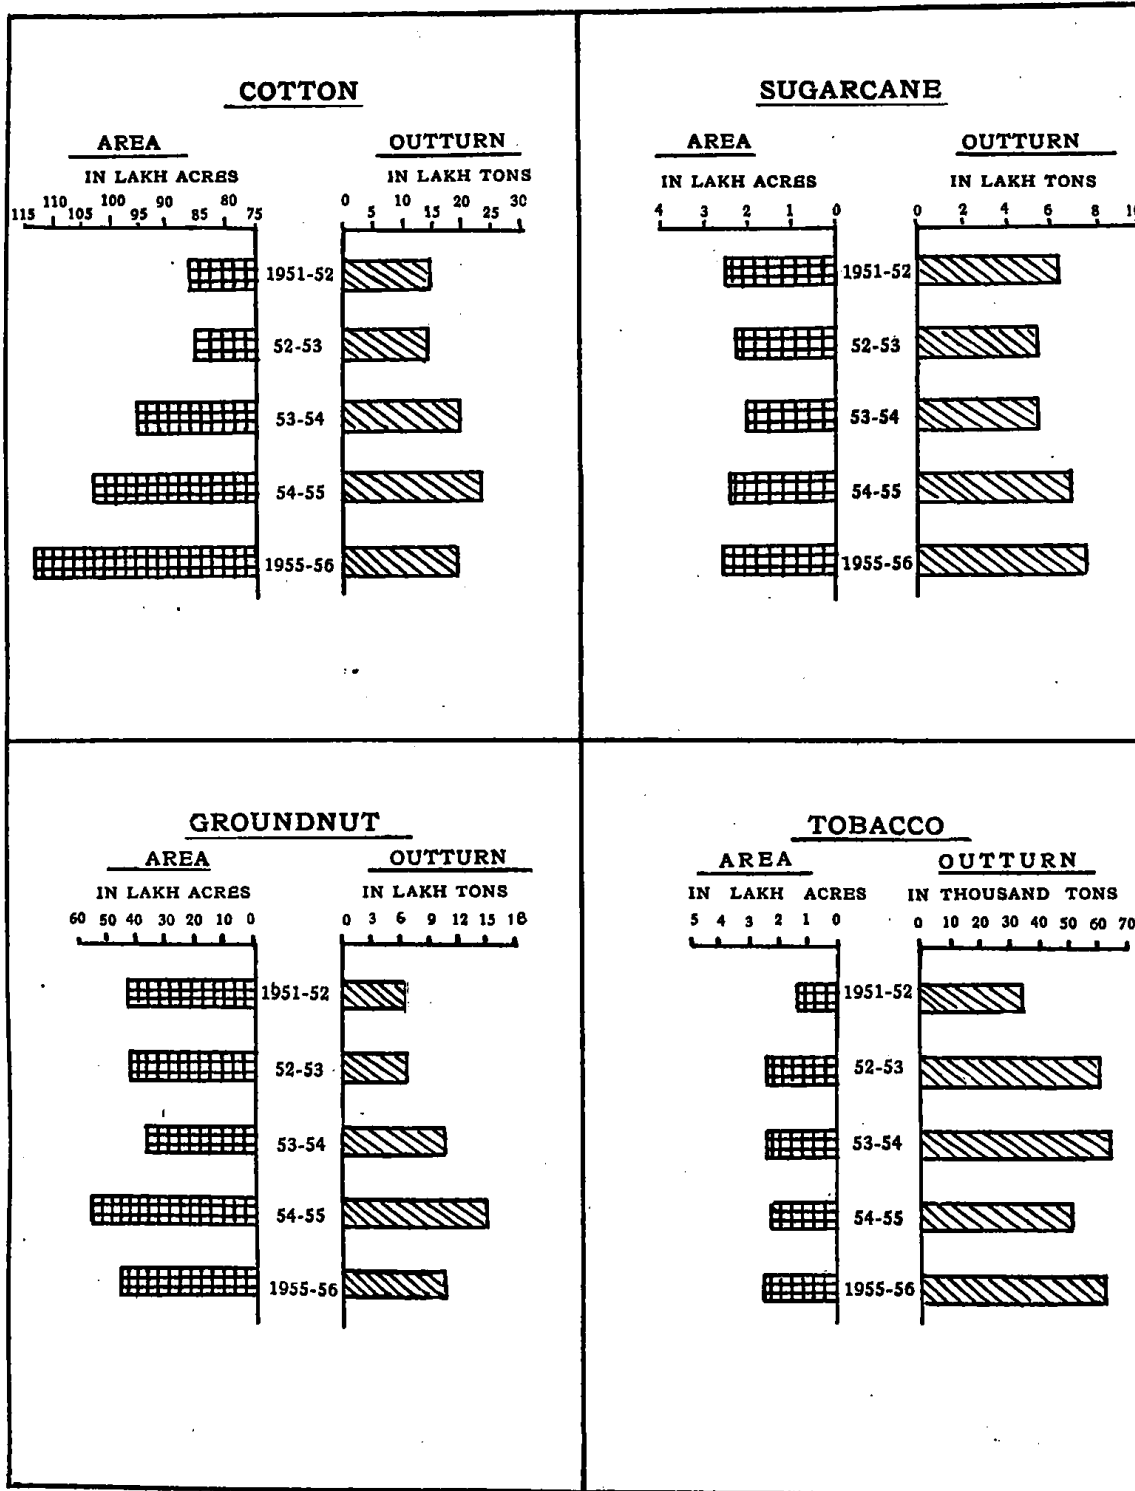 COTTON
AREA OUTTURN
IN LAKH ACRES IN LAKH TONS
115 110 105 100 95 90 85 80 75 0 5 10 15 20 25 30
1951-52
52-53
53-54
54-55
1955-56
SUGARCANE
AREA OUTTURN
IN LAKH ACRES IN LAKH TONS
4 3 2 1 0 0 2 4 6 8 10
1951-52
52-53
53-54
54-55
1955-56
GROUNDNUT
AREA OUTTURN
IN LAKH ACRES IN LAKH TONS
60 50 40 30 20 10 0 0 3 6 9 12 15 18
1951-52
52-53
53-54
54-55
1955-56
TOBACCO
AREA OUTTURN
IN LAKH ACRES IN THOUSAND TONS
5 4 3 2 1 0 0 10 20 30 40 50 60 70
1951-52
52-53
53-54
54-55
1955-56